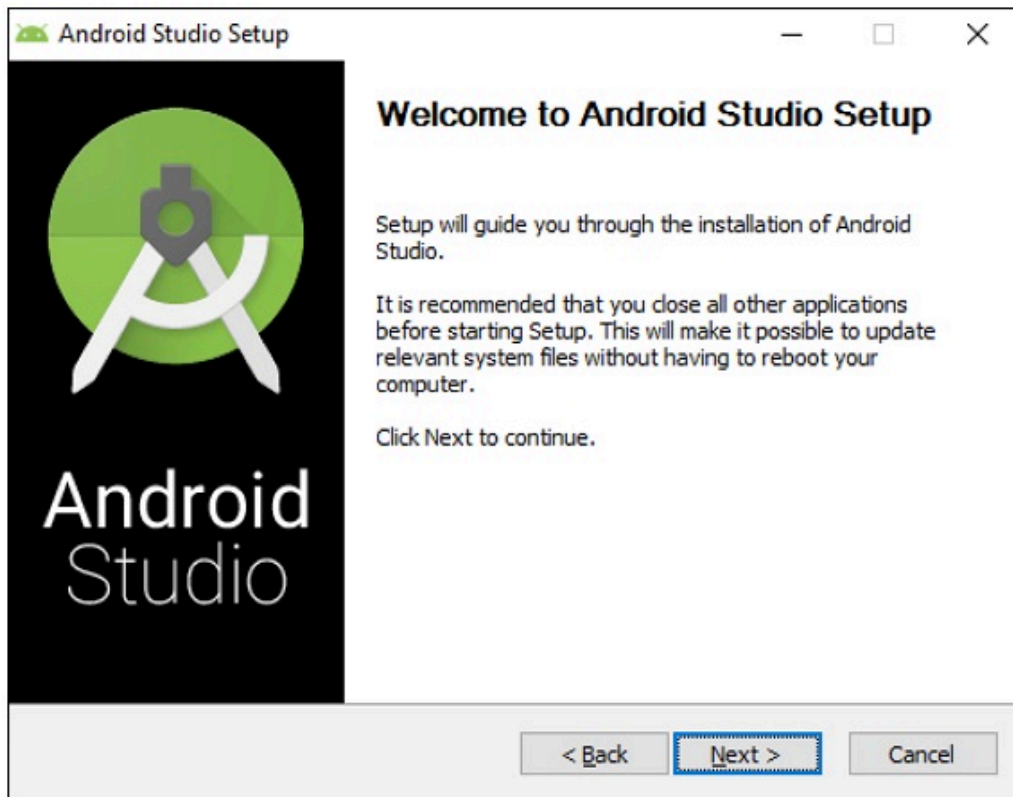 Android Studio Setup
Welcome to Android Studio Setup
Setup will guide you through the installation of Android
Studio.
It is recommended that you close all other applications
before starting Setup. This will make it possible to update
relevant system files without having to reboot your
computer.
Click Next to continue.
Android
Studio
< Back
Next >
Cancel